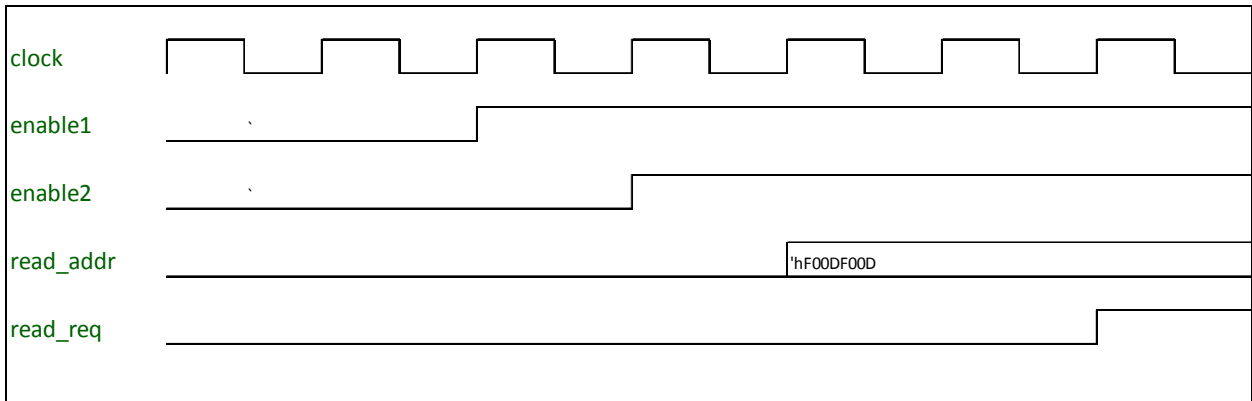 clock
enable1 `
enable2 `
read_addr 'hF00DF00D
read_req